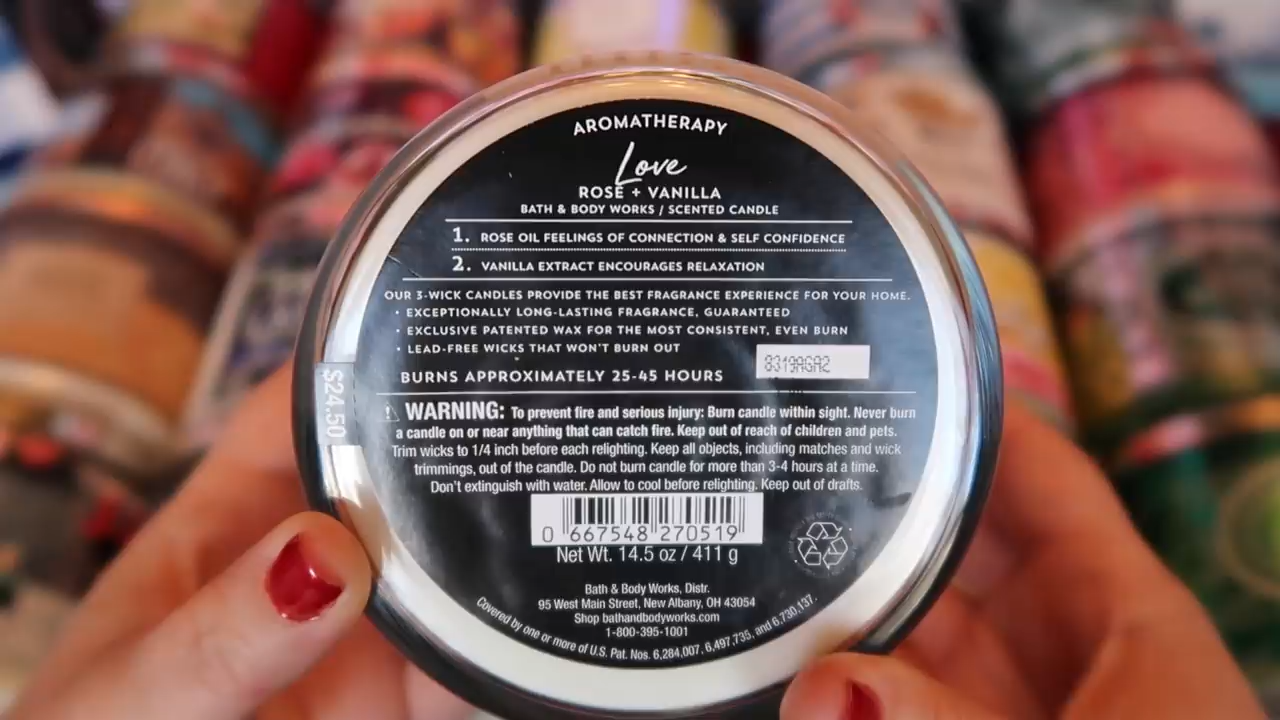 AROMATHERAPY
Love
ROSE + VANILLA
BATH & BODY WORKS / SCENTED CANDLE
1. ROSE OIL FEELINGS OF CONNECTION & SELF CONFIDENCE
2. VANILLA EXTRACT ENCOURAGES RELAXATION
OUR 3-WICK CANDLES PROVIDE THE BEST FRAGRANCE EXPERIENCE FOR YOUR HOME.
• EXCEPTIONALLY LONG-LASTING FRAGRANCE, GUARANTEED
• EXCLUSIVE PATENTED WAX FOR THE MOST CONSISTENT, EVEN BURN
• LEAD-FREE WICKS THAT WON'T BURN OUT
BURNS APPROXIMATELY 25-45 HOURS
$24.50
⚠ WARNING: To prevent fire and serious injury: Burn candle within sight. Never burn
a candle on or near anything that can catch fire. Keep out of reach of children and pets.
Trim wicks to 1/4 inch before each relighting. Keep all objects, including matches and wick
trimmings, out of the candle. Do not burn candle for more than 3-4 hours at a time.
Don't extinguish with water. Allow to cool before relighting. Keep out of drafts.
0 667548 270519
Net Wt. 14.5 oz / 411 g
Bath & Body Works, Distr.
95 West Main Street, New Albany, OH 43054
Shop bathandbodyworks.com
1-800-395-1001
Covered by one or more of U.S. Pat. Nos. 6,284,007, 6,497,735, and 6,730,137.